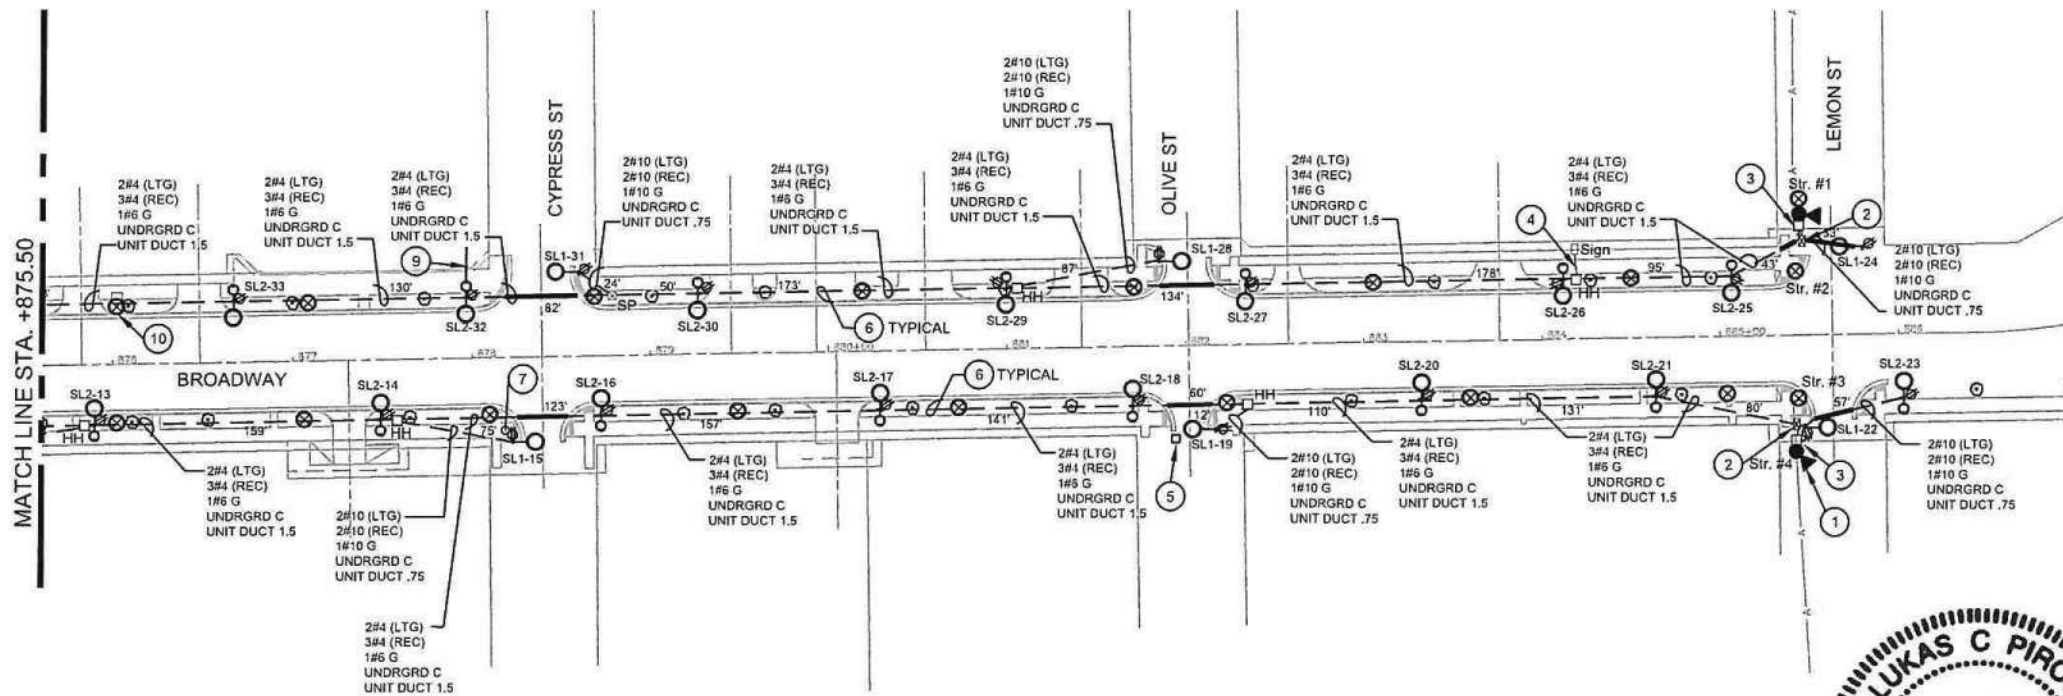 MATCH LINE STA. +875.50
2#4 (LTG)
3#4 (REC)
1#6 G
UNDRGRD C
UNIT DUCT 1.5
2#4 (LTG)
3#4 (REC)
1#6 G
UNDRGRD C
UNIT DUCT 1.5
2#4 (LTG)
3#4 (REC)
1#6 G
UNDRGRD C
UNIT DUCT 1.5
9
CYPRESS ST
2#10 (LTG)
2#10 (REC)
1#10 G
UNDRGRD C
UNIT DUCT .75
2#4 (LTG)
3#4 (REC)
1#6 G
UNDRGRD C
UNIT DUCT 1.5
2#4 (LTG)
3#4 (REC)
1#6 G
UNDRGRD C
UNIT DUCT 1.5
2#10 (LTG)
2#10 (REC)
1#10 G
UNDRGRD C
UNIT DUCT .75
OLIVE ST
2#4 (LTG)
3#4 (REC)
1#6 G
UNDRGRD C
UNIT DUCT 1.5
2#4 (LTG)
3#4 (REC)
1#6 G
UNDRGRD C
UNIT DUCT 1.5
LEMON ST
3
Str. #1
2
4
Sign
SL1-24
2#10 (LTG)
2#10 (REC)
1#10 G
UNDRGRD C
UNIT DUCT .75
SL2-33
130'
SL2-32
82'
SL1-31
24'
SP
50'
SL2-30
173'
SL2-29
HH
87'
SL1-28
134'
SL2-27
178'
SL2-26
HH
95'
SL2-25
43'
33'
Str. #2
10
6 TYPICAL
876
877
878
879
880+00
881
882
883
884
885+00
886
BROADWAY
SL2-13
HH
159'
SL2-14
HH
7
75'
SL1-15
123'
SL2-16
157'
SL2-17
6 TYPICAL
141'
SL2-18
60'
HH
12'
SL1-19
110'
SL2-20
131'
SL2-21
80'
Str. #3
57'
SL2-23
SL1-22
2
Str. #4
3
1
5
2#4 (LTG)
3#4 (REC)
1#6 G
UNDRGRD C
UNIT DUCT 1.5
2#10 (LTG)
2#10 (REC)
1#10 G
UNDRGRD C
UNIT DUCT .75
2#4 (LTG)
3#4 (REC)
1#6 G
UNDRGRD C
UNIT DUCT 1.5
2#4 (LTG)
3#4 (REC)
1#6 G
UNDRGRD C
UNIT DUCT 1.5
2#4 (LTG)
3#4 (REC)
1#6 G
UNDRGRD C
UNIT DUCT 1.5
2#10 (LTG)
2#10 (REC)
1#10 G
UNDRGRD C
UNIT DUCT .75
2#4 (LTG)
3#4 (REC)
1#6 G
UNDRGRD C
UNIT DUCT 1.5
2#4 (LTG)
3#4 (REC)
1#6 G
UNDRGRD C
UNIT DUCT 1.5
2#10 (LTG)
2#10 (REC)
1#10 G
UNDRGRD C
UNIT DUCT .75
A
A
A
A
LUKAS C PIRO